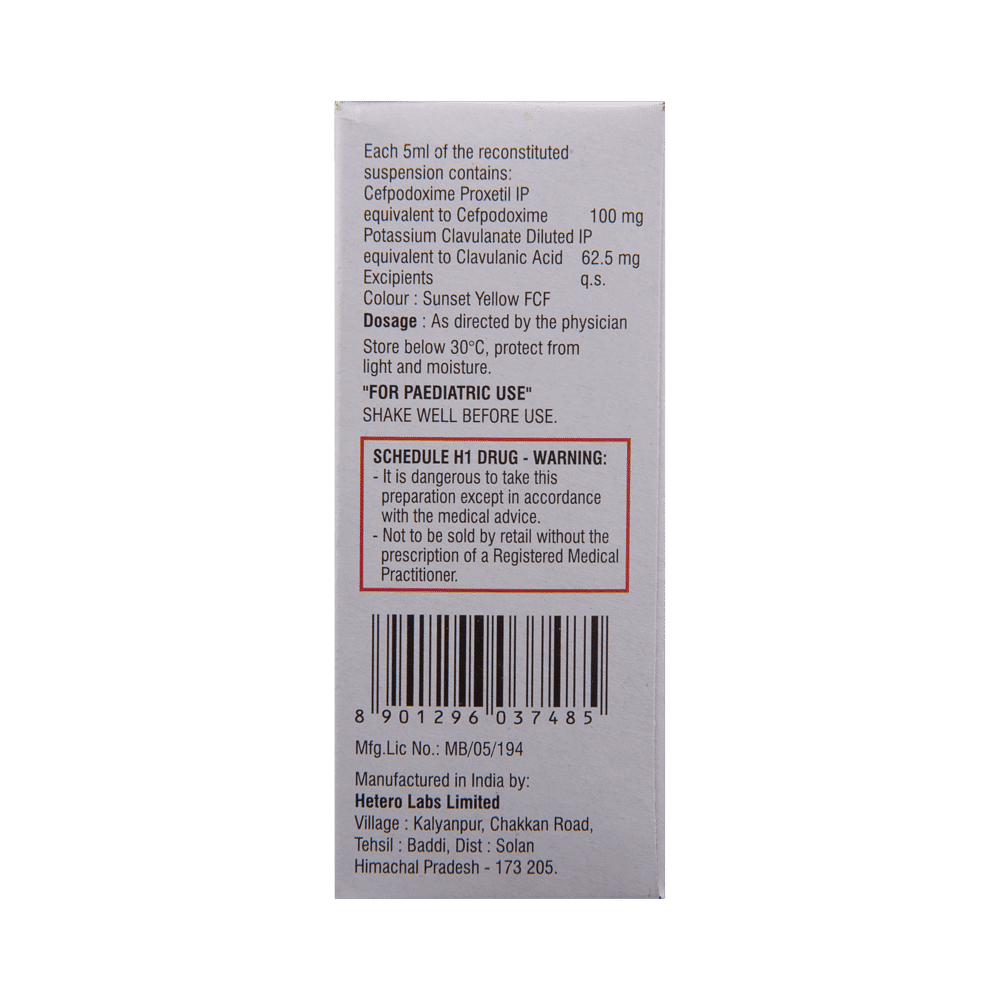 Each 5ml of the reconstituted
suspension contains:
Cefpodoxime Proxetil IP
equivalent to Cefpodoxime 100 mg
Potassium Clavulanate Diluted IP
equivalent to Clavulanic Acid 62.5 mg
Excipients q.s.
Colour : Sunset Yellow FCF
Dosage : As directed by the physician
Store below 30°C, protect from
light and moisture.
"FOR PAEDIATRIC USE"
SHAKE WELL BEFORE USE.
SCHEDULE H1 DRUG - WARNING:
- It is dangerous to take this
preparation except in accordance
with the medical advice.
- Not to be sold by retail without the
prescription of a Registered Medical
Practitioner.
8 901296 037485
Mfg.Lic No.: MB/05/194
Manufactured in India by:
Hetero Labs Limited
Village : Kalyanpur, Chakkan Road,
Tehsil : Baddi, Dist : Solan
Himachal Pradesh - 173 205.